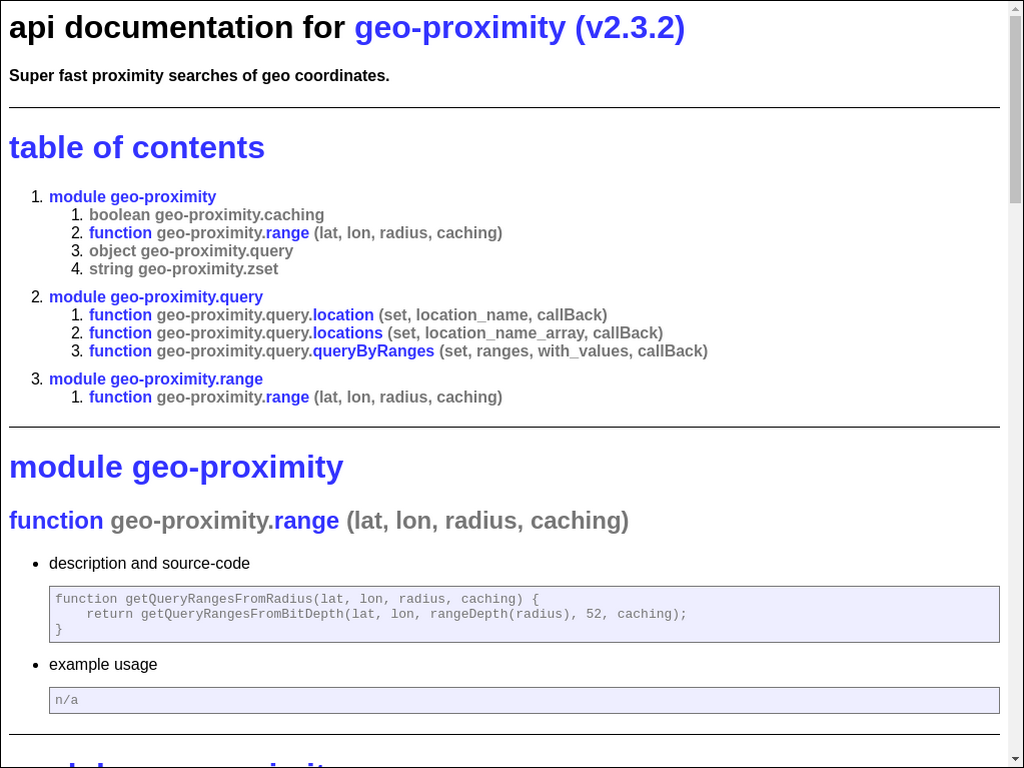 api documentation for geo-proximity (v2.3.2)
Super fast proximity searches of geo coordinates.
table of contents
1. module geo-proximity
1. boolean geo-proximity.caching
2. function geo-proximity.range (lat, lon, radius, caching)
3. object geo-proximity.query
4. string geo-proximity.zset
2. module geo-proximity.query
1. function geo-proximity.query.location (set, location_name, callBack)
2. function geo-proximity.query.locations (set, location_name_array, callBack)
3. function geo-proximity.query.queryByRanges (set, ranges, with_values, callBack)
3. module geo-proximity.range
1. function geo-proximity.range (lat, lon, radius, caching)
module geo-proximity
function geo-proximity.range (lat, lon, radius, caching)
• description and source-code
function getQueryRangesFromRadius(lat, lon, radius, caching) {
    return getQueryRangesFromBitDepth(lat, lon, rangeDepth(radius), 52, caching);
}
• example usage
n/a